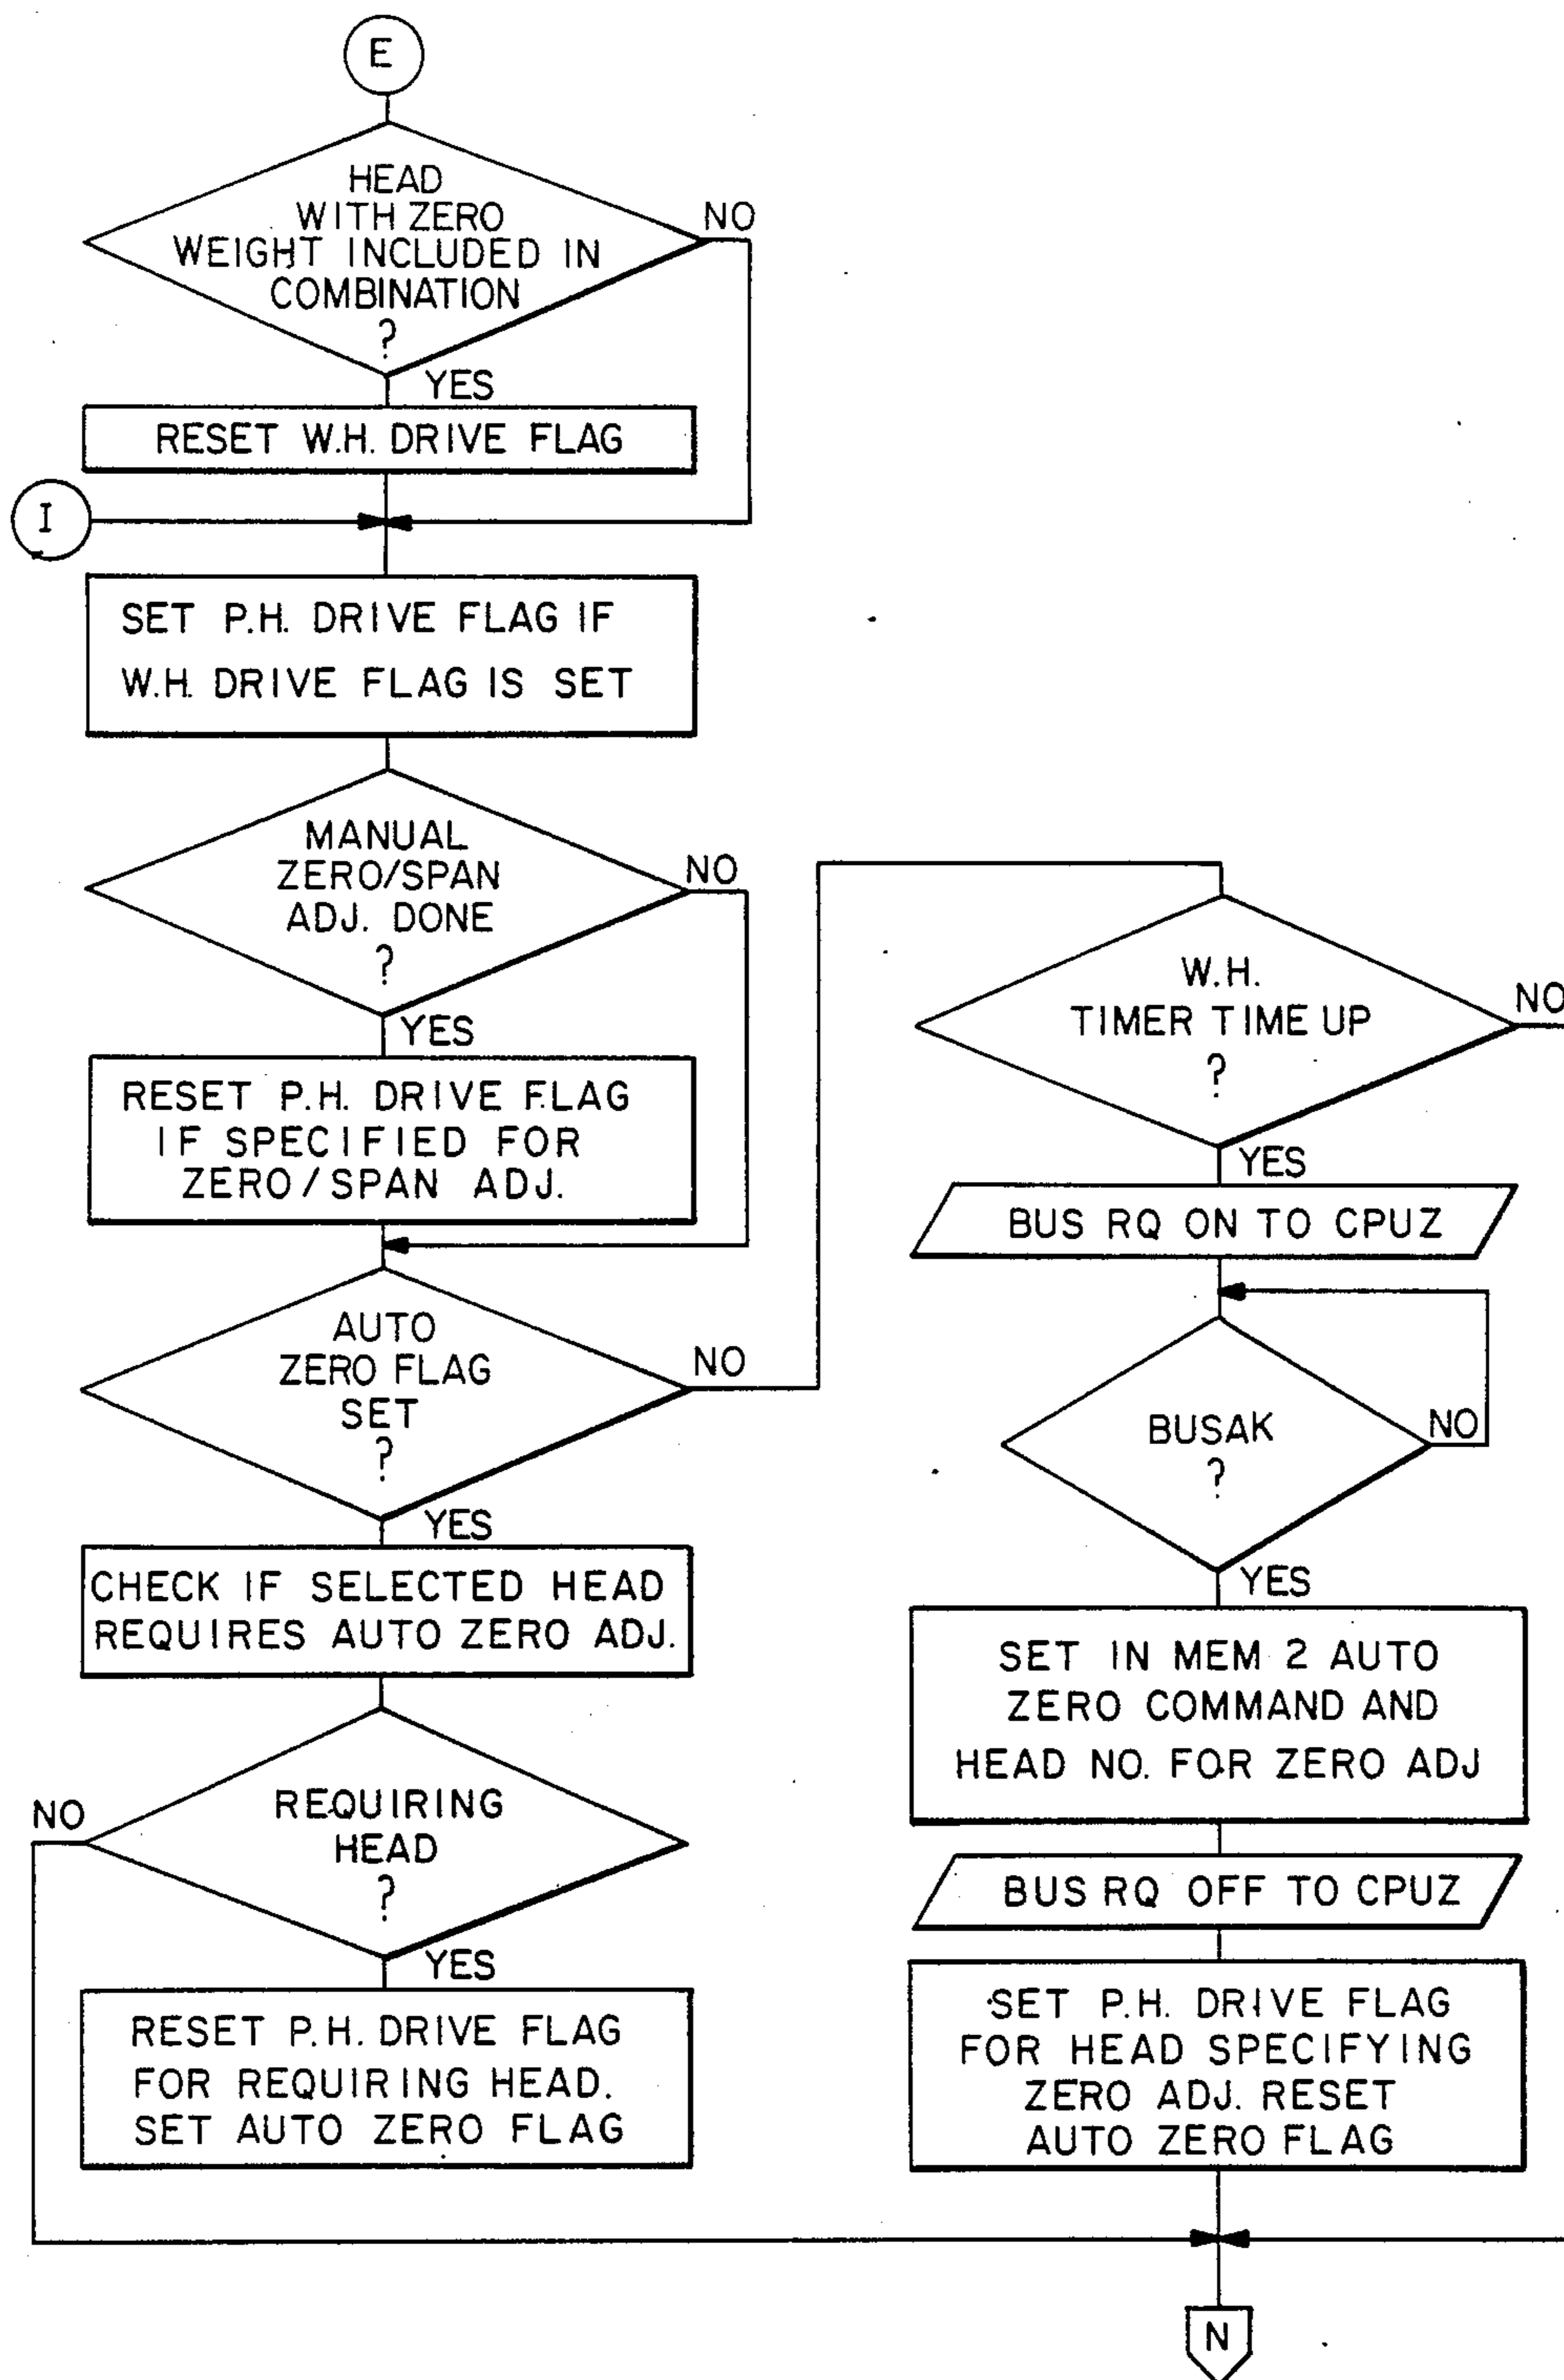 E
HEAD
WITH ZERO
WEIGHT INCLUDED IN
COMBINATION
?
NO
YES
RESET W.H. DRIVE FLAG
I
SET P.H. DRIVE FLAG IF
W.H. DRIVE FLAG IS SET
MANUAL
ZERO/SPAN
ADJ. DONE
?
NO
YES
RESET P.H. DRIVE FLAG
IF SPECIFIED FOR
ZERO/SPAN ADJ.
AUTO
ZERO FLAG
SET
?
NO
YES
CHECK IF SELECTED HEAD
REQUIRES AUTO ZERO ADJ.
REQUIRING
HEAD
?
NO
YES
RESET P.H. DRIVE FLAG
FOR REQUIRING HEAD.
SET AUTO ZERO FLAG
W.H.
TIMER TIME UP
?
NO
YES
BUS RQ ON TO CPUZ
BUSAK
?
NO
YES
SET IN MEM 2 AUTO
ZERO COMMAND AND
HEAD NO. FOR ZERO ADJ
BUS RQ OFF TO CPUZ
SET P.H. DRIVE FLAG
FOR HEAD SPECIFYING
ZERO ADJ. RESET
AUTO ZERO FLAG
N